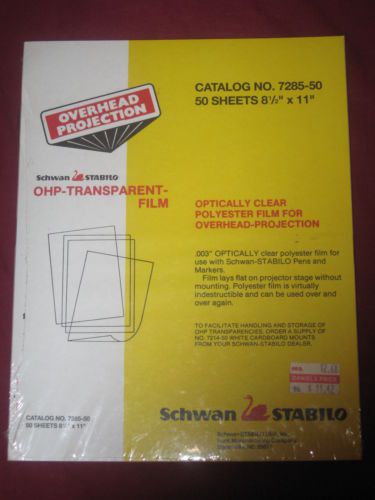 OVERHEAD
PROJECTION
CATALOG NO. 7285-50
50 SHEETS 8½" x 11"
Schwan STABILO
OHP-TRANSPARENT-
FILM
OPTICALLY CLEAR
POLYESTER FILM FOR
OVERHEAD-PROJECTION
.003" OPTICALLY clear polyester film for
use with Schwan-STABILO Pens and
Markers.
Film lays flat on projector stage without
mounting. Polyester film is virtually
indestructible and can be used over and
over again.
TO FACILITATE HANDLING AND STORAGE OF
OHP TRANSPARENCIES, ORDER A SUPPLY OF
NO. 7214-50 WHITE CARDBOARD MOUNTS
FROM YOUR SCHWAN-STABILO DEALER.
CATALOG NO. 7285-50
50 SHEETS 8½" x 11"
Schwan STABILO
Schwan-STABILO USA, Inc.